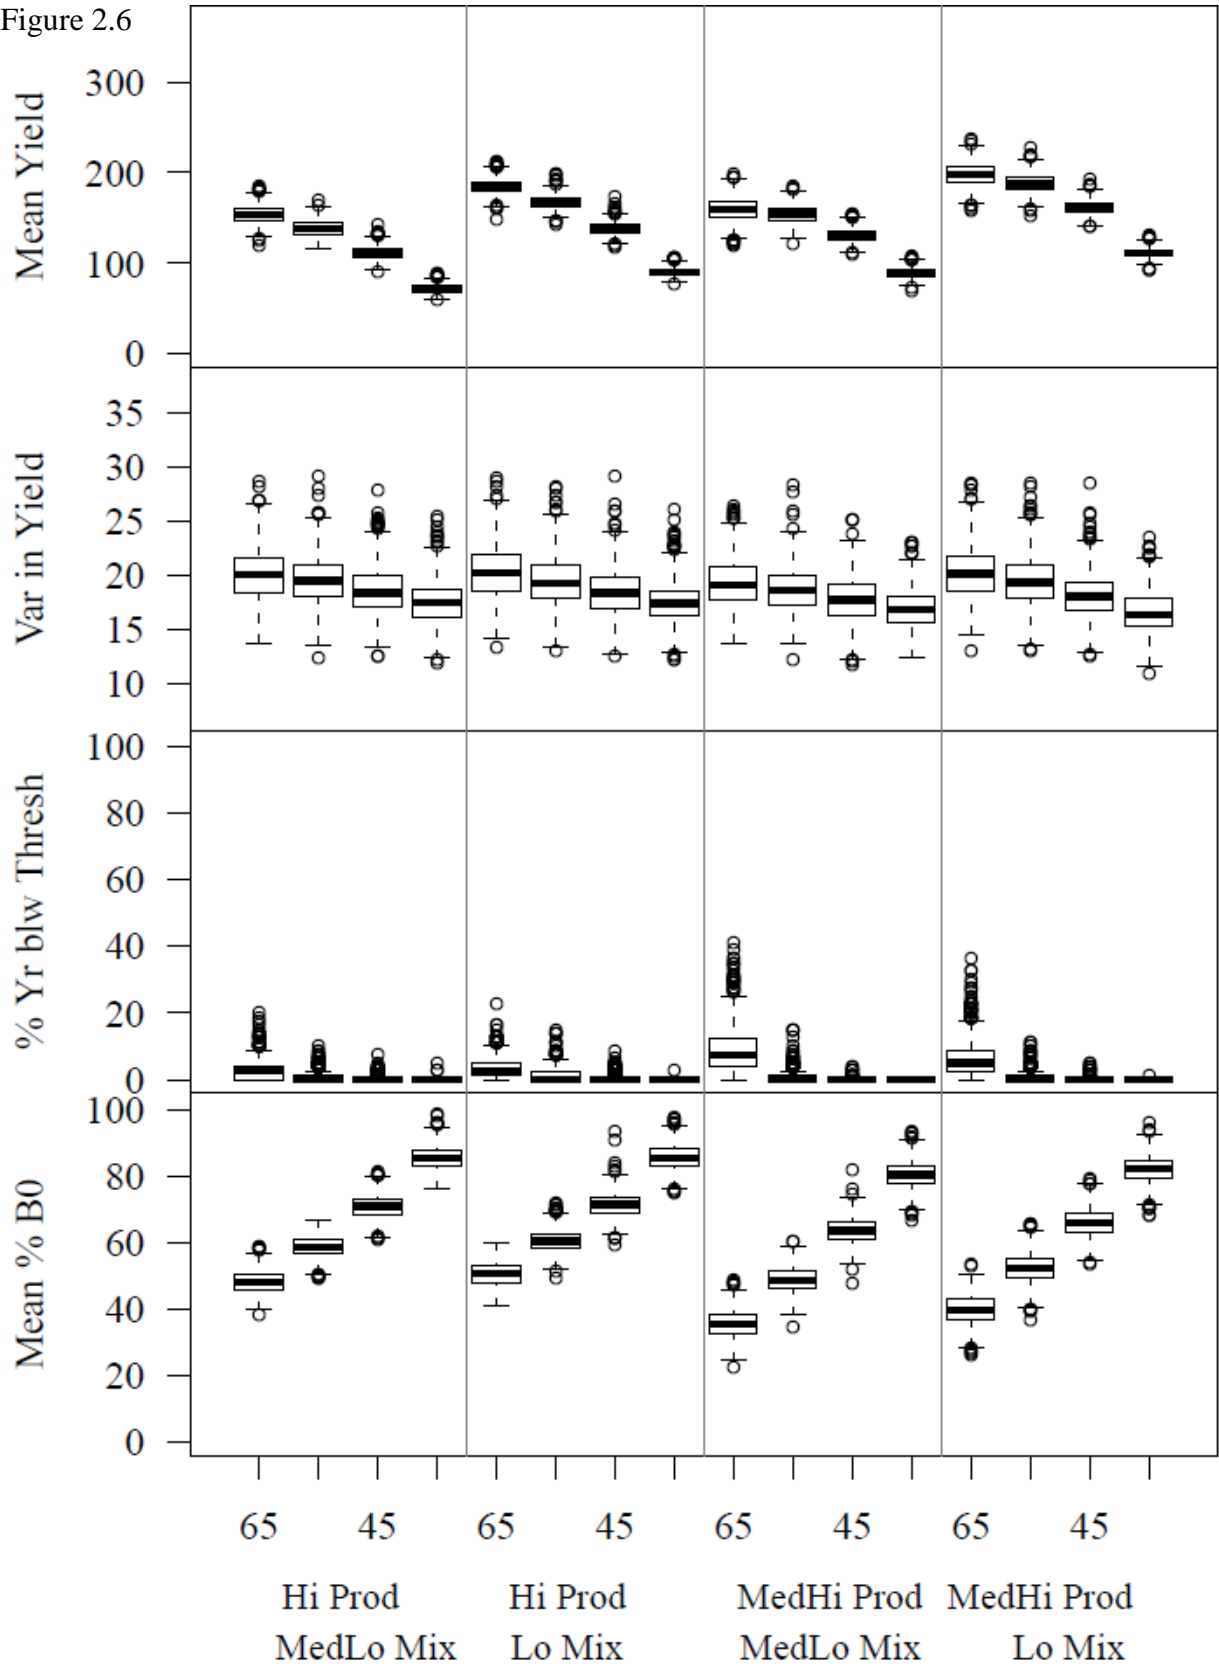 Figure 2.6
Mean Yield
300
200
100
0
Var in Yield
35
30
25
20
15
10
% Yr blw Thresh
100
80
60
40
20
0
Mean % B0
100
80
60
40
20
0
65 45 65 45 65 45 65 45
Hi Prod Hi Prod MedHi Prod MedHi Prod
MedLo Mix Lo Mix MedLo Mix Lo Mix